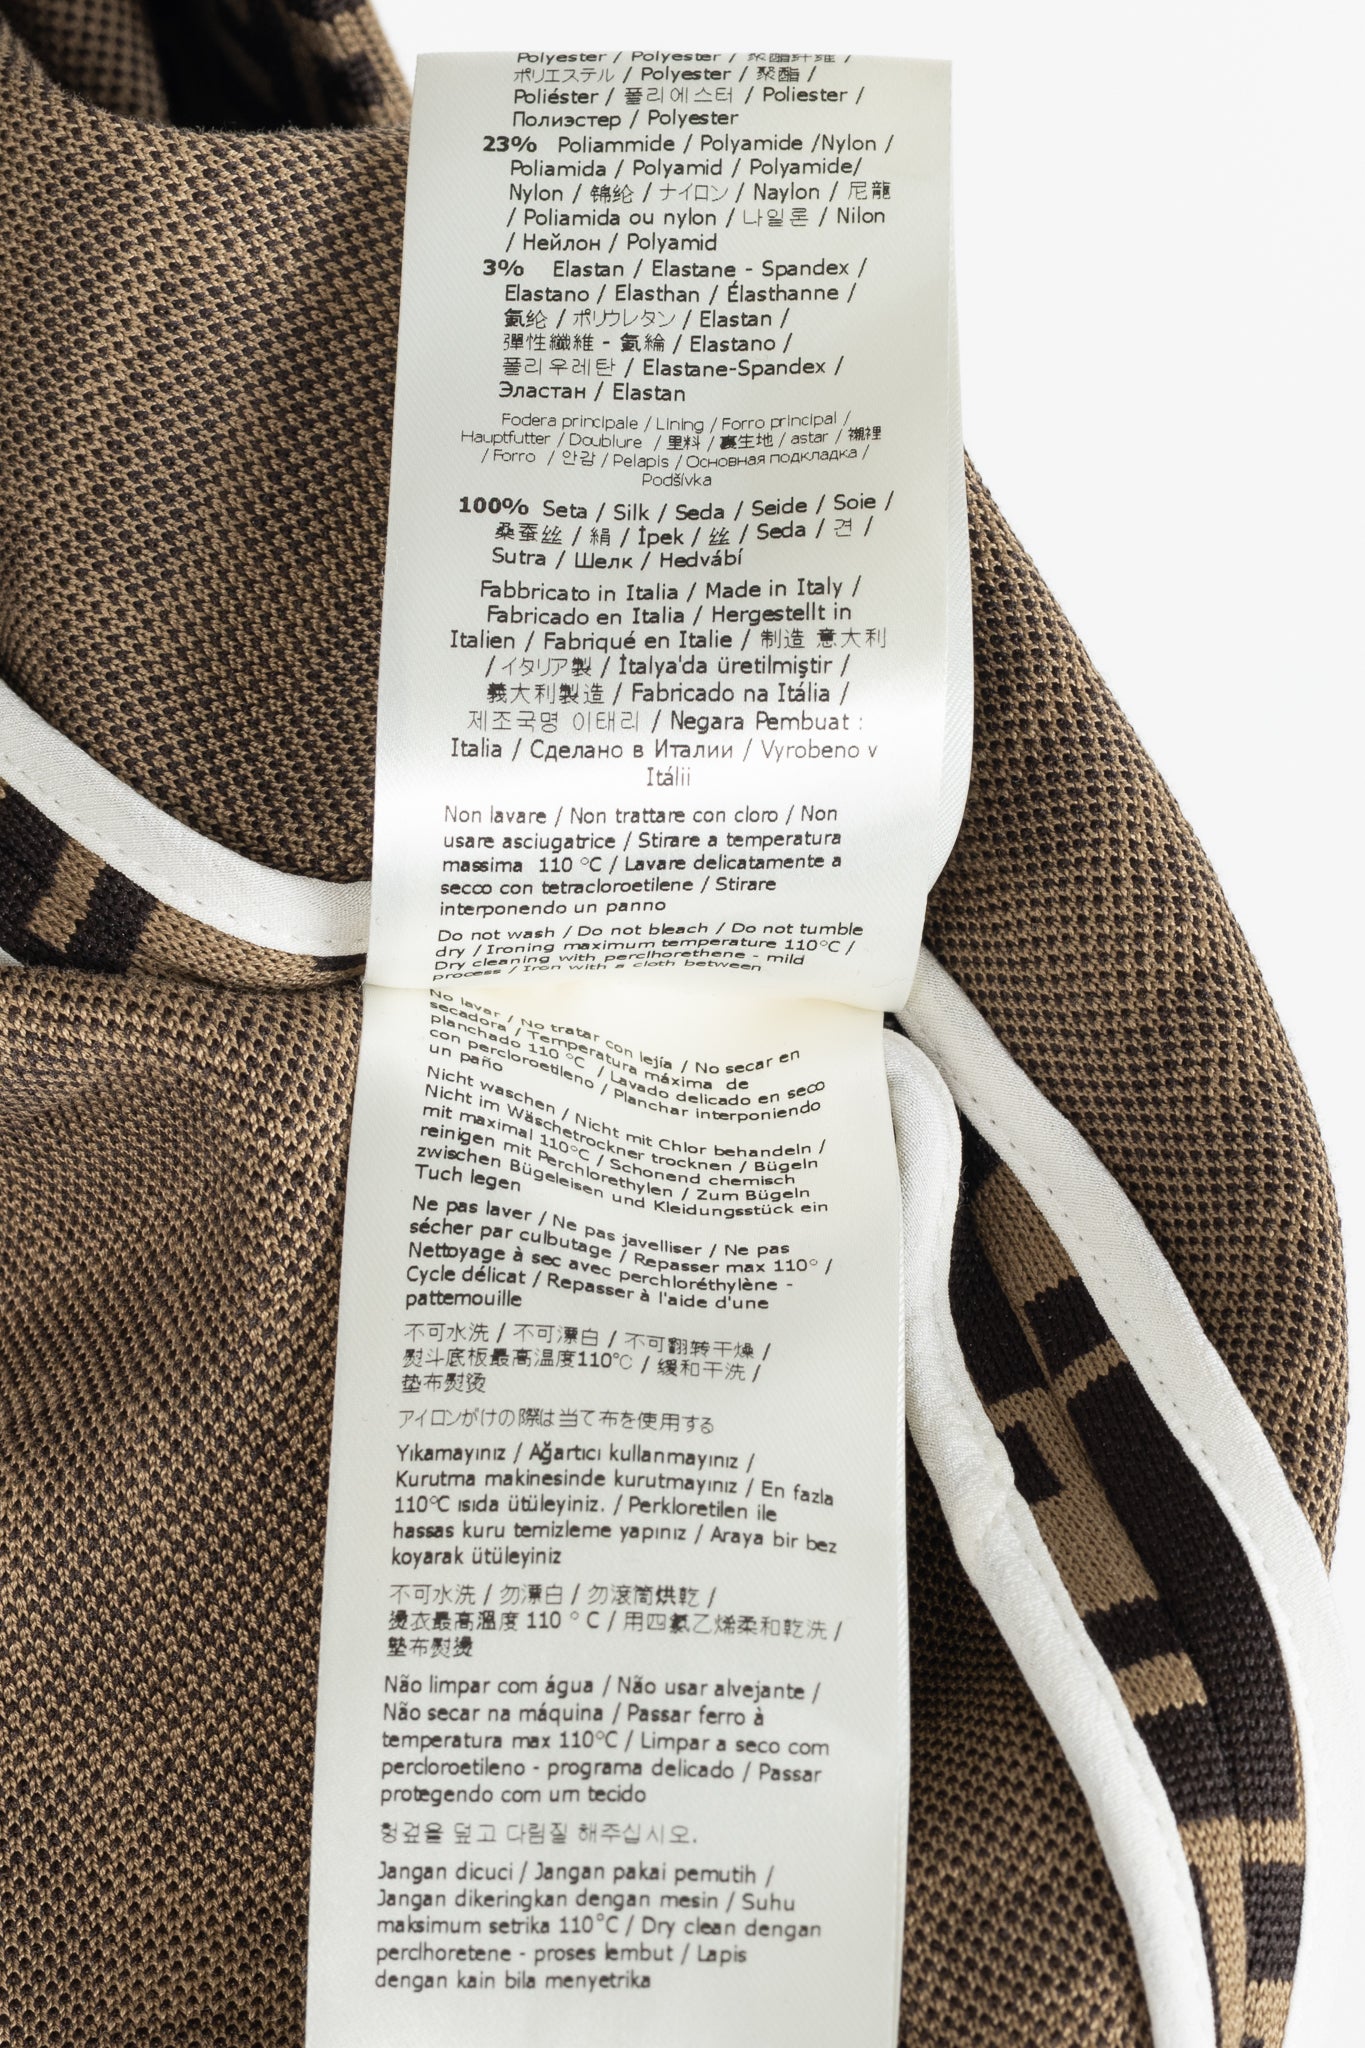 Polyester / Polyester / 聚酯纤维 /
ポリエステル / Polyester / 聚酯 /
Poliéster / 폴리에스터 / Poliester /
Полиэстер / Polyester
23% Poliammide / Polyamide /Nylon /
Poliamida / Polyamid / Polyamide/
Nylon / 锦纶 / ナイロン / Naylon / 尼龍
/ Poliamida ou nylon / 나일론 / Nilon
/ Нейлон / Polyamid
3% Elastan / Elastane - Spandex /
Elastano / Elasthan / Élasthanne /
氨纶 / ポリウレタン / Elastan /
彈性纖維 - 氨綸 / Elastano /
폴리우레탄 / Elastane-Spandex /
Эластан / Elastan
Fodera principale / Lining / Forro principal /
Hauptfutter / Doublure / 里料 / 裏生地 / astar / 襯裡
/ Forro / 안감 / Pelapis / Основная подкладка /
Podšívka
100% Seta / Silk / Seda / Seide / Soie /
桑蚕丝 / 絹 / İpek / 丝 / Seda / 견 /
Sutra / Шелк / Hedvábí
Fabbricato in Italia / Made in Italy /
Fabricado en Italia / Hergestellt in
Italien / Fabriqué en Italie / 制造 意大利
/ イタリア製 / İtalya'da üretilmiştir /
義大利製造 / Fabricado na Itália /
제조국명 이태리 / Negara Pembuat :
Italia / Сделано в Италии / Vyrobeno v
Itálii
Non lavare / Non trattare con cloro / Non
usare asciugatrice / Stirare a temperatura
massima 110 °C / Lavare delicatamente a
secco con tetracloroetilene / Stirare
interponendo un panno
Do not wash / Do not bleach / Do not tumble
dry / Ironing maximum temperature 110°C /
Dry cleaning with perclhorethene - mild
process / Iron with a cloth between
No lavar / No tratar con lejía / No secar en
secadora / Temperatura máxima de
planchado 110 °C / Lavado delicado en seco
con percloroetileno / Planchar interponiendo
un paño
Nicht waschen / Nicht mit Chlor behandeln /
Nicht im Wäschetrockner trocknen / Bügeln
mit maximal 110°C / Schonend chemisch
reinigen mit Perchlorethylen / Zum Bügeln
zwischen Bügeleisen und Kleidungsstück ein
Tuch legen
Ne pas laver / Ne pas javelliser / Ne pas
sécher par culbutage / Repasser max 110° /
Nettoyage à sec avec perchloréthylène -
Cycle délicat / Repasser à l'aide d'une
pattemouille
不可水洗 / 不可漂白 / 不可翻转干燥 /
熨斗底板最高温度110°C / 缓和干洗 /
垫布熨烫
アイロンがけの際は当て布を使用する
Yıkamayınız / Ağartıcı kullanmayınız /
Kurutma makinesinde kurutmayınız / En fazla
110°C ısıda ütüleyiniz. / Perkloretilen ile
hassas kuru temizleme yapınız / Araya bir bez
koyarak ütüleyiniz
不可水洗 / 勿漂白 / 勿滾筒烘乾 /
燙衣最高溫度 110 ° C / 用四氯乙烯柔和乾洗 /
墊布熨燙
Não limpar com água / Não usar alvejante /
Não secar na máquina / Passar ferro à
temperatura max 110°C / Limpar a seco com
percloroetileno - programa delicado / Passar
protegendo com um tecido
헝겊을 덮고 다림질 해주십시오.
Jangan dicuci / Jangan pakai pemutih /
Jangan dikeringkan dengan mesin / Suhu
maksimum setrika 110°C / Dry clean dengan
perclhoretene - proses lembut / Lapis
dengan kain bila menyetrika